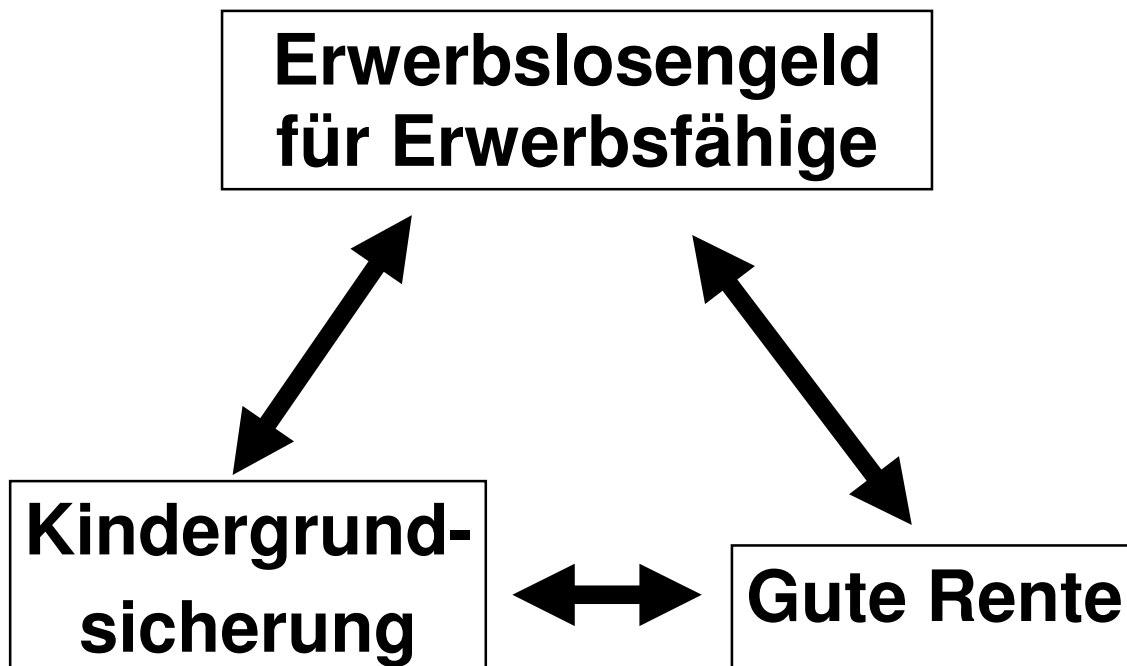 Erwerbslosengeld
für Erwerbsfähige
Kindergrund-
sicherung
Gute Rente